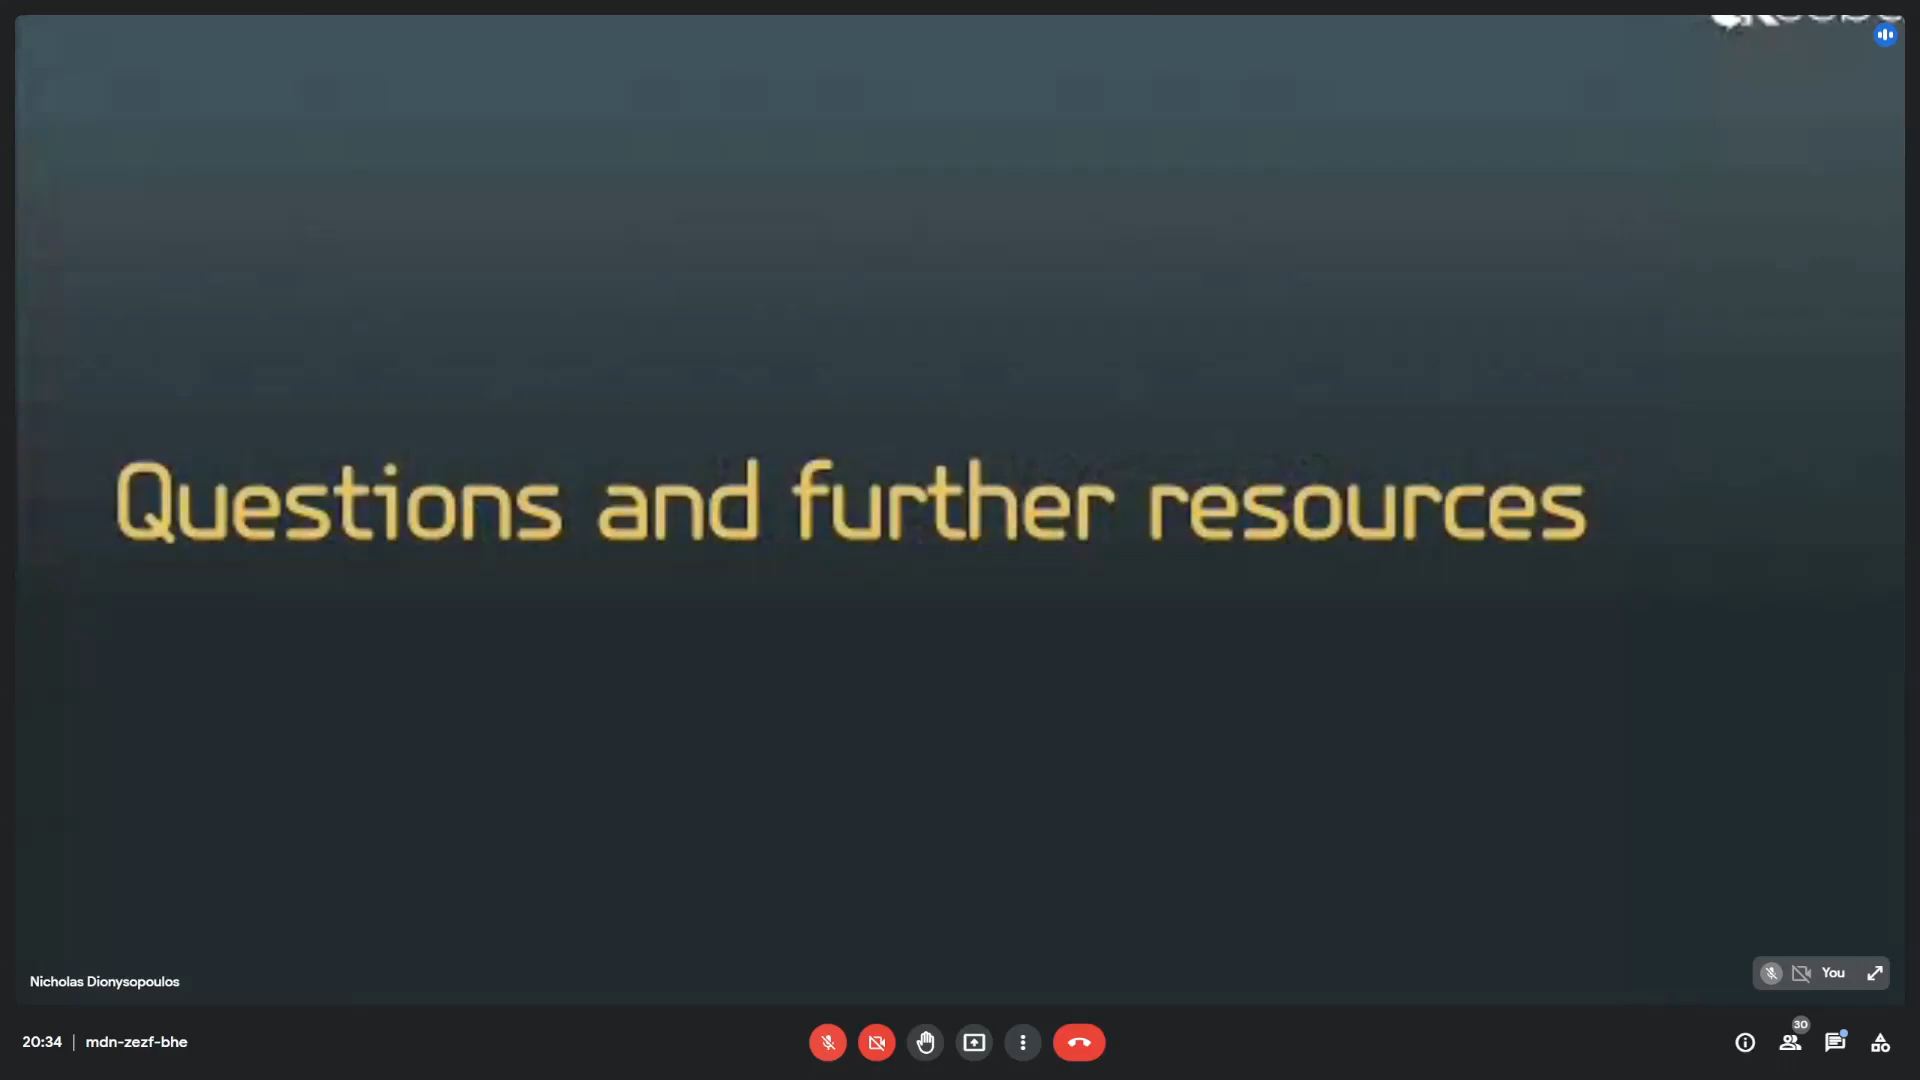 Questions and further resources
Nicholas Dionysopoulos
You
20:34 | mdn-zezf-bhe
30